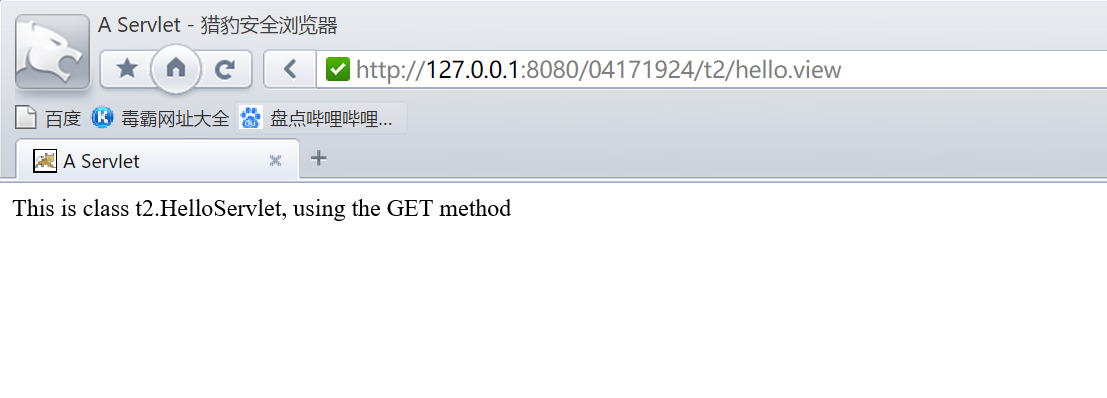 A Servlet - 猎豹安全浏览器
http://127.0.0.1:8080/04171924/t2/hello.view
百度 毒霸网址大全 盘点哔哩哔哩...
A Servlet
This is class t2.HelloServlet, using the GET method